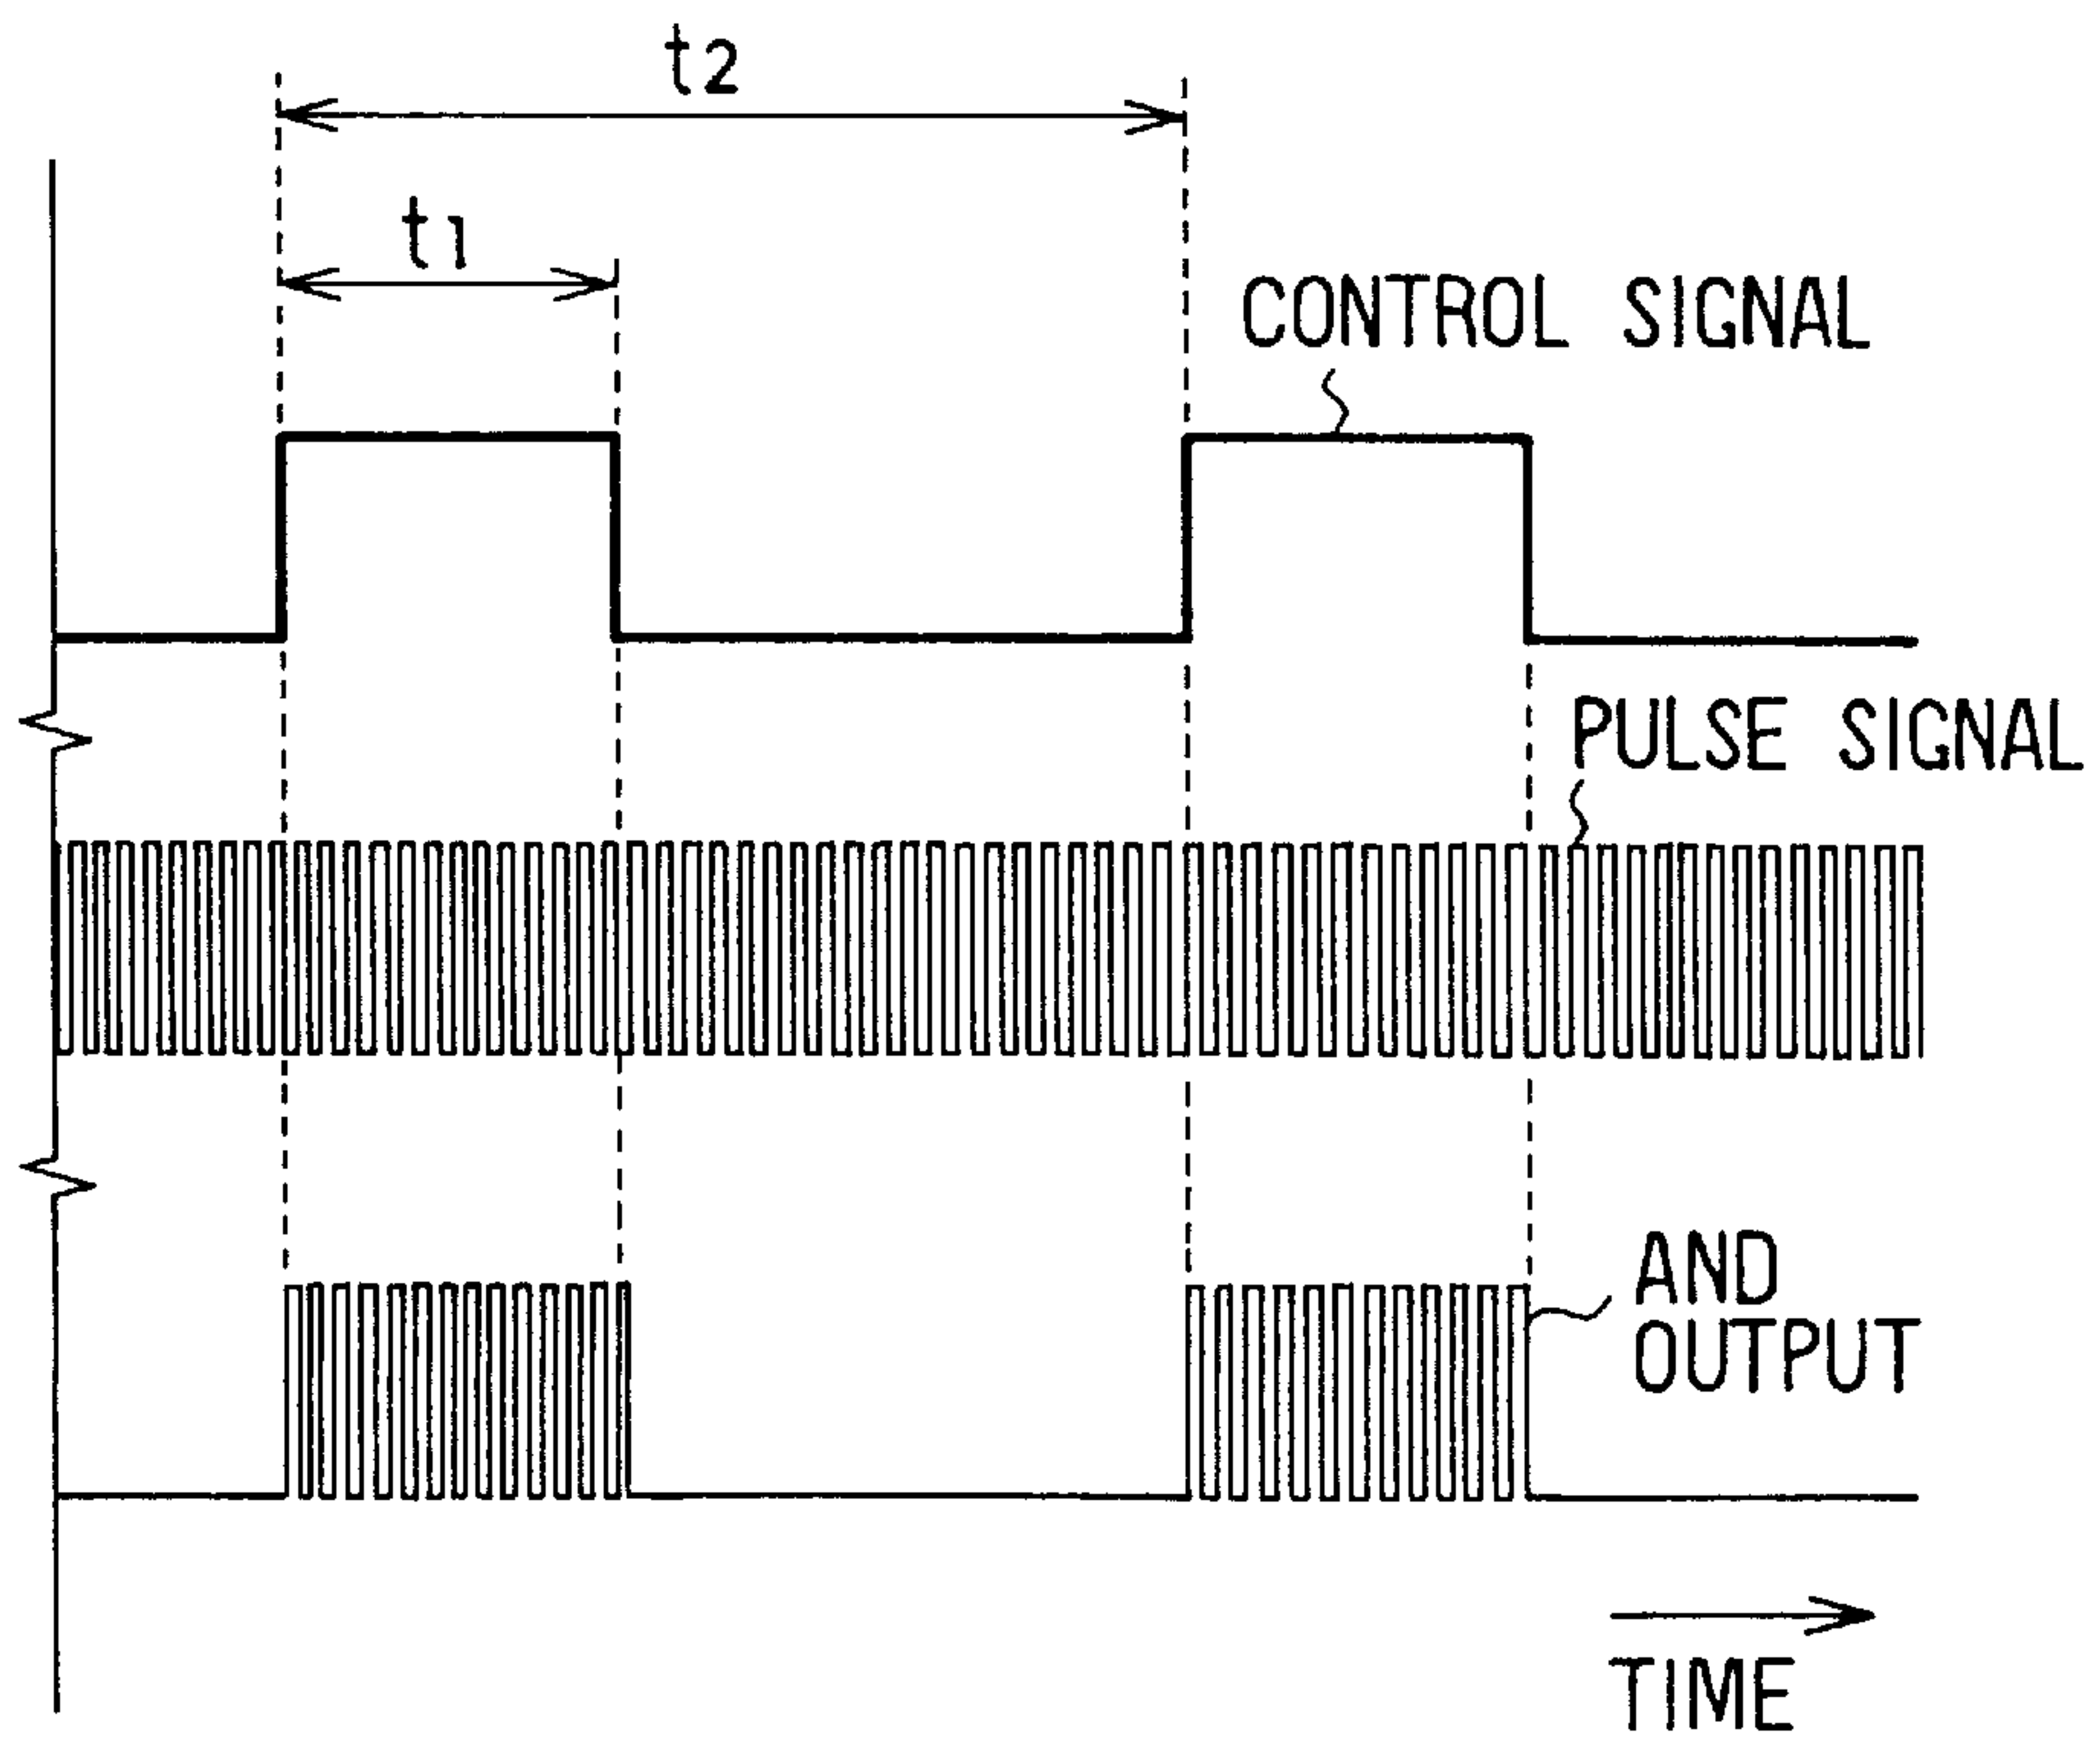 t2
t1
CONTROL SIGNAL
PULSE SIGNAL
AND
OUTPUT
TIME